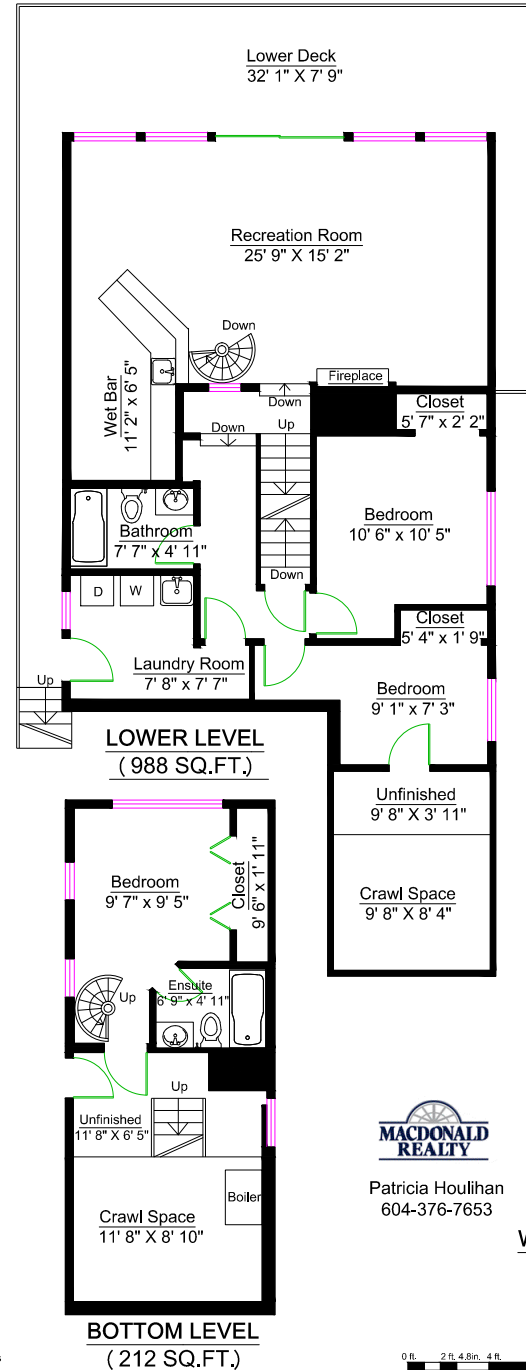 Lower Deck
32' 1" X 7' 9"
Recreation Room
25' 9" X 15' 2"
Down
Wet Bar
11' 2" x 6' 5"
Fireplace
Down
Up
Down
Closet
5' 7" x 2' 2"
Bedroom
10' 6" x 10' 5"
Bathroom
7' 7" x 4' 11"
Down
D
W
Closet
5' 4" x 1' 9"
Laundry Room
7' 8" x 7' 7"
Up
Bedroom
9' 1" x 7' 3"
LOWER LEVEL
( 988 SQ.FT.)
Unfinished
9' 8" X 3' 11"
Crawl Space
9' 8" X 8' 4"
Bedroom
9' 7" x 9' 5"
Closet
9' 6" x 1' 11"
Ensuite
6' 9" x 4' 11"
Up
Up
Unfinished
11' 8" X 6' 5"
Boiler
Crawl Space
11' 8" X 8' 10"
BOTTOM LEVEL
( 212 SQ.FT.)
MACDONALD
REALTY
Patricia Houlihan
604-376-7653
0 ft. 2 ft. 4.8in. 4 ft.